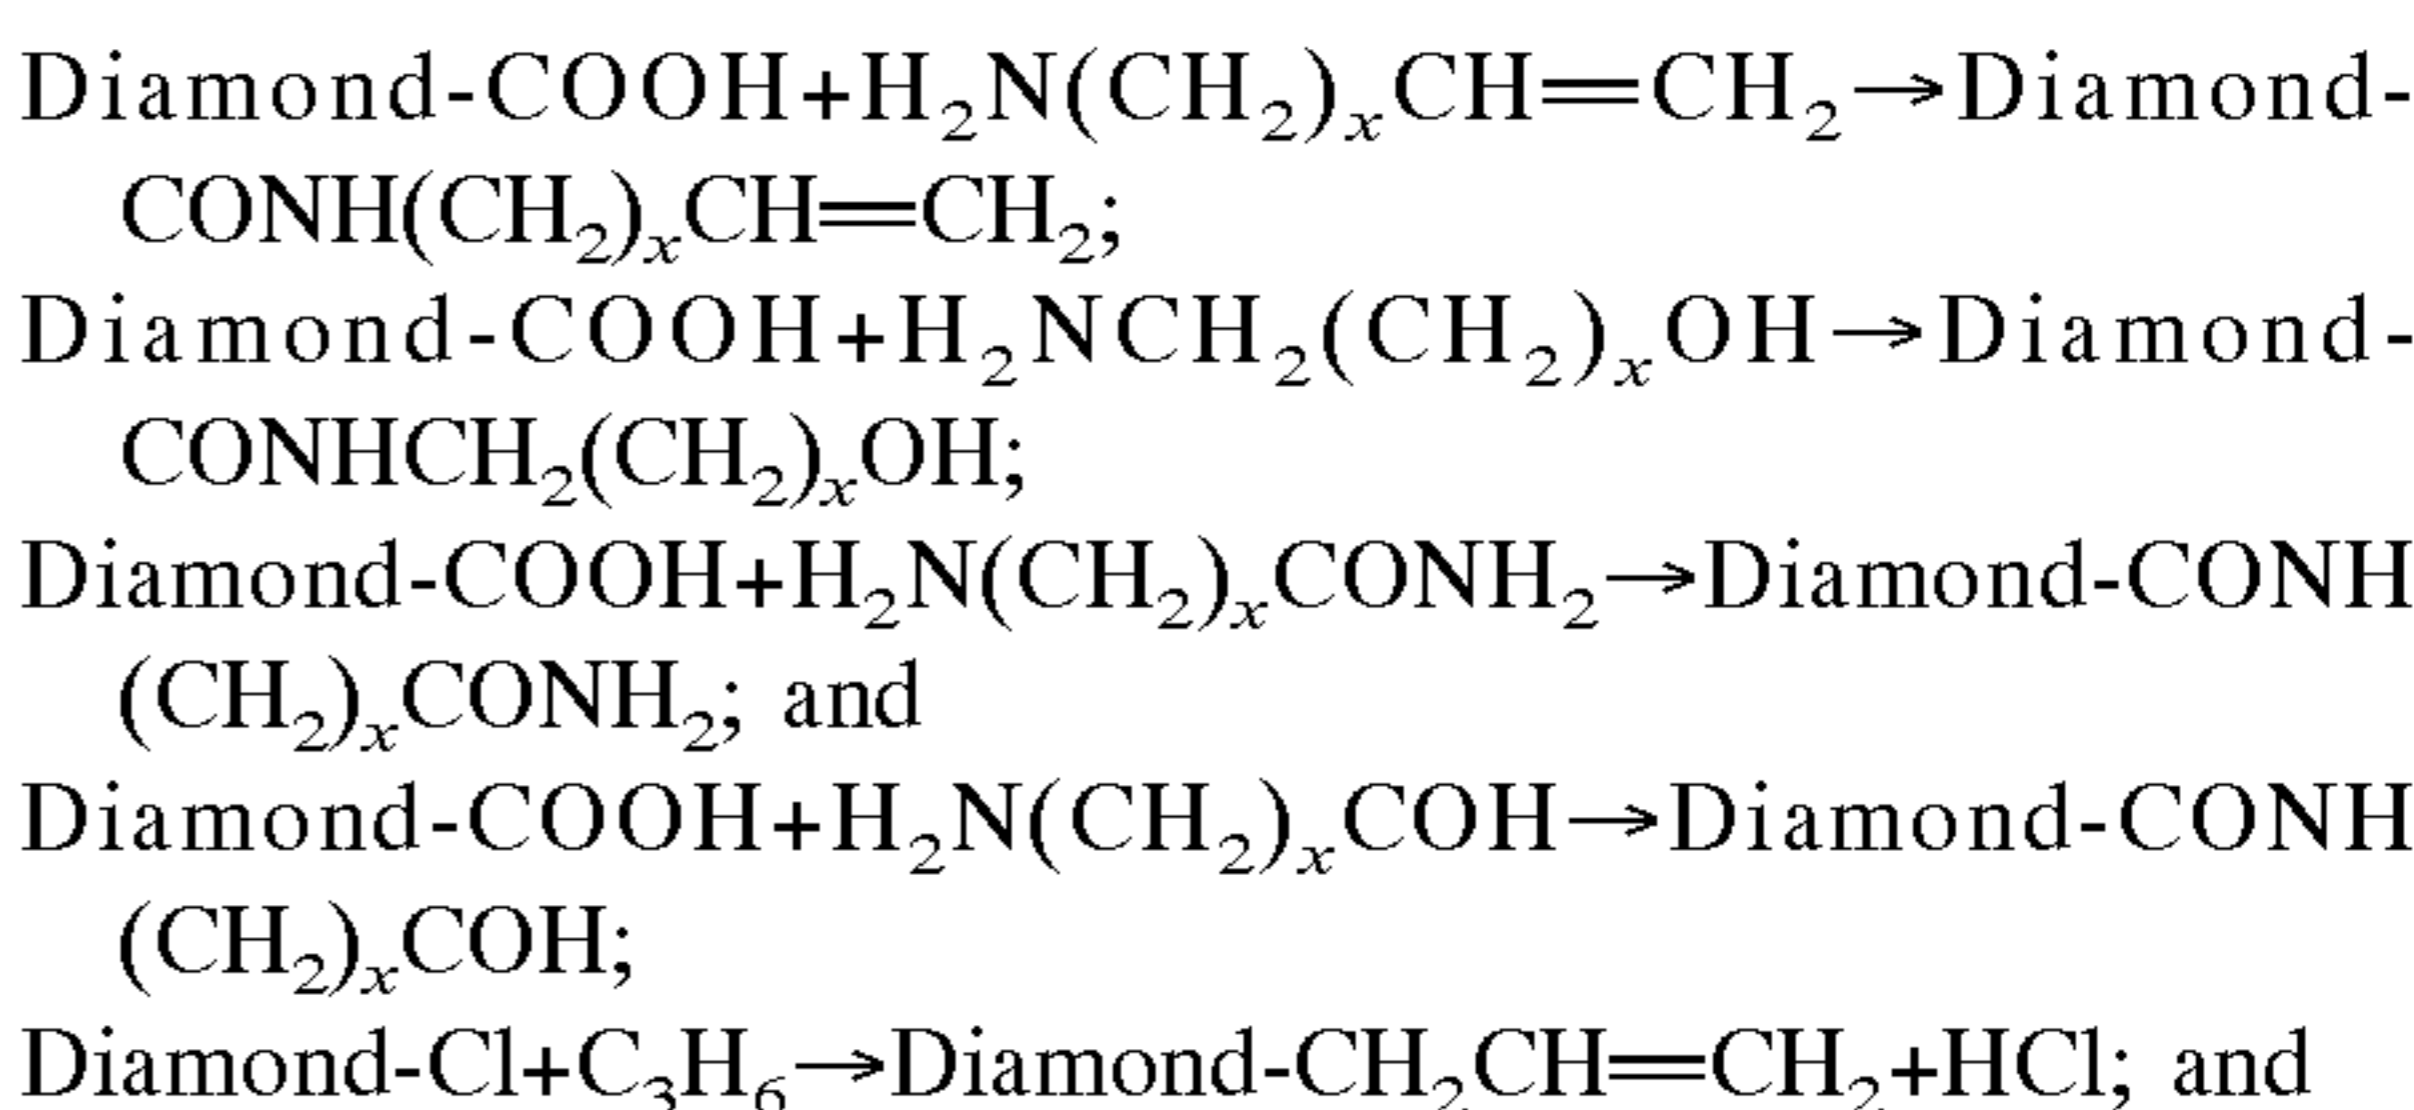 Diamond-COOH+H₂N(CH₂)ₓCH=CH₂→Diamond-
CONH(CH₂)ₓCH=CH₂;
Diamond-COOH+H₂NCH₂(CH₂)ₓOH→Diamond-
CONHCH₂(CH₂)ₓOH;
Diamond-COOH+H₂N(CH₂)ₓCONH₂→Diamond-CONH
(CH₂)ₓCONH₂; and
Diamond-COOH+H₂N(CH₂)ₓCOH→Diamond-CONH
(CH₂)ₓCOH;
Diamond-Cl+C₃H₆→Diamond-CH₂CH=CH₂+HCl; and